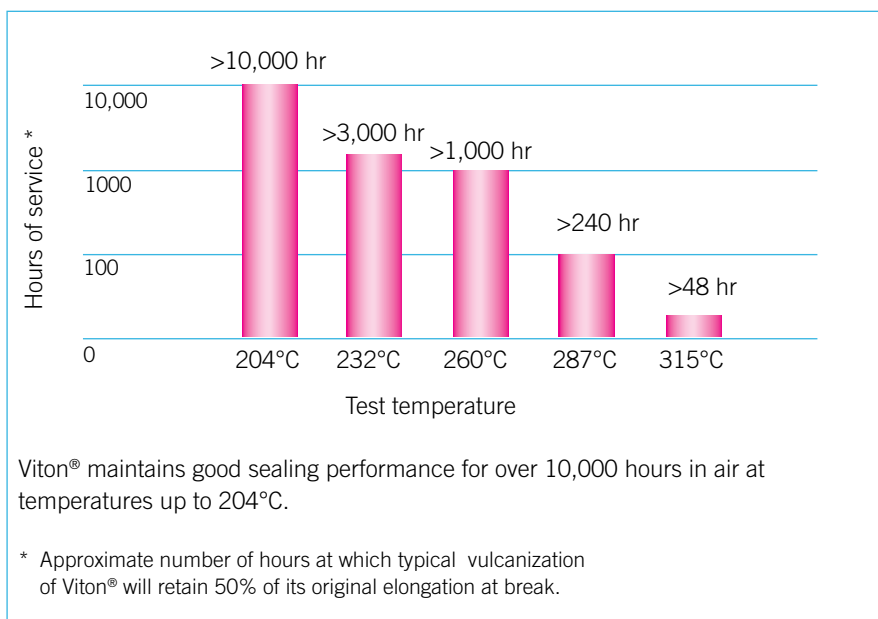 >10,000 hr
10,000
>3,000 hr
>1,000 hr
1000
>240 hr
100
>48 hr
0
Hours of service *
204°C 232°C 260°C 287°C 315°C
Test temperature
Viton® maintains good sealing performance for over 10,000 hours in air at
temperatures up to 204°C.
* Approximate number of hours at which typical vulcanization
of Viton® will retain 50% of its original elongation at break.